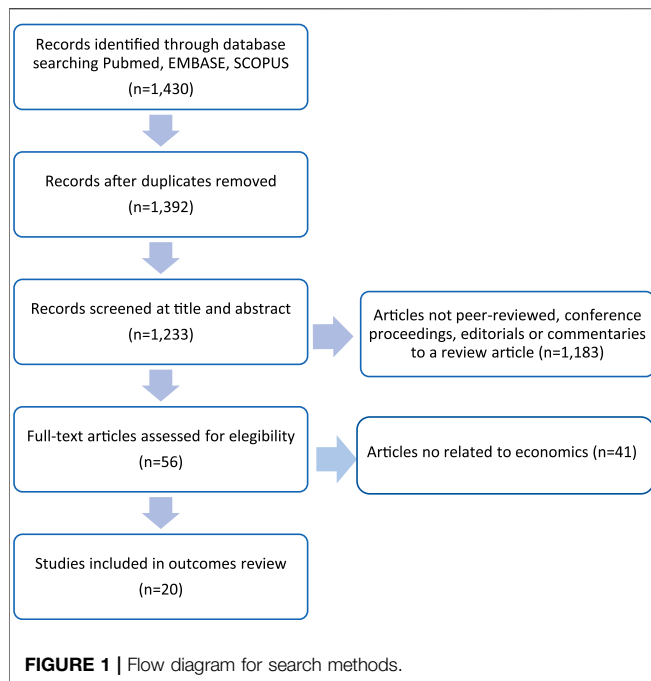 Records identified through database
searching Pubmed, EMBASE, SCOPUS
(n=1,430)
Records after duplicates removed
(n=1,392)
Records screened at title and abstract
(n=1,233)
Articles not peer-reviewed, conference
proceedings, editorials or commentaries
to a review article (n=1,183)
Full-text articles assessed for elegibility
(n=56)
Articles no related to economics (n=41)
Studies included in outcomes review
(n=20)
FIGURE 1 | Flow diagram for search methods.